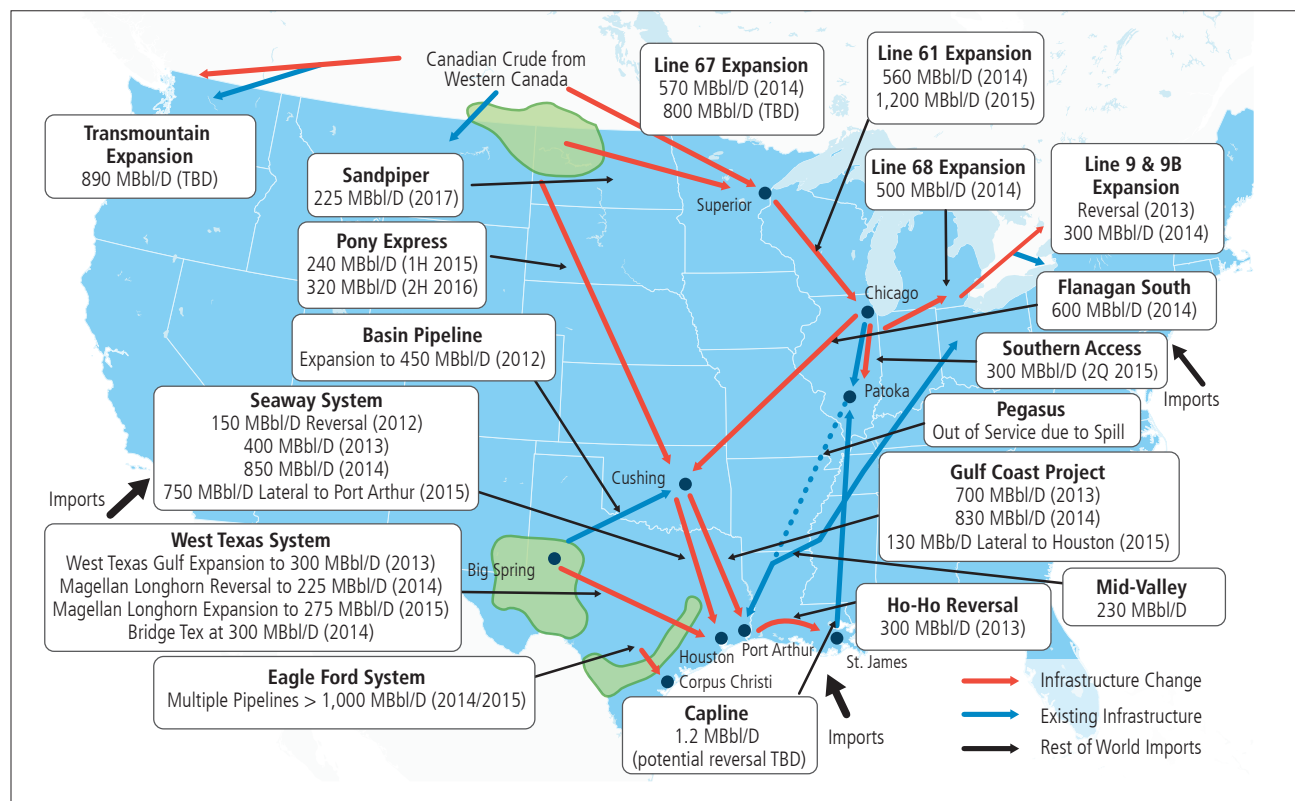 Canadian Crude from
Western Canada
Line 67 Expansion
570 MBbl/D (2014)
800 MBbl/D (TBD)
Line 61 Expansion
560 MBbl/D (2014)
1,200 MBbl/D (2015)
Transmountain
Expansion
890 MBbl/D (TBD)
Sandpiper
225 MBbl/D (2017)
Superior
Line 68 Expansion
500 MBbl/D (2014)
Line 9 & 9B
Expansion
Reversal (2013)
300 MBbl/D
(2014)
Pony Express
240 MBbl/D (1H 2015)
320 MBbl/D (2H 2016)
Chicago
Flanagan South
600 MBbl/D (2014)
Basin Pipeline
Expansion to 450 MBbl/D (2012)
Southern Access
300 MBbl/D (2Q 2015)
Imports
Patoka
Seaway System
150 MBbl/D Reversal (2012)
400 MBbl/D (2013)
850 MBbl/D (2014)
750 MBbl/D Lateral to Port Arthur (2015)
Pegasus
Out of Service due to Spill
Imports
Cushing
Gulf Coast Project
700 MBbl/D (2013)
830 MBbl/D (2014)
130 MBb/D Lateral to Houston (2015)
West Texas System
West Texas Gulf Expansion to 300 MBbl/D (2013)
Magellan Longhorn Reversal to 225 MBbl/D (2014)
Magellan Longhorn Expansion to 275 MBbl/D (2015)
Bridge Tex at 300 MBbl/D (2014)
Big Spring
Mid-Valley
230 MBbl/D
Ho-Ho Reversal
300 MBbl/D (2013)
Houston
Port Arthur
St. James
Eagle Ford System
Multiple Pipelines > 1,000 MBbl/D (2014/2015)
Corpus Christi
Capline
1.2 MBbl/D
(potential reversal TBD)
Imports
Infrastructure Change
Existing Infrastructure
Rest of World Imports